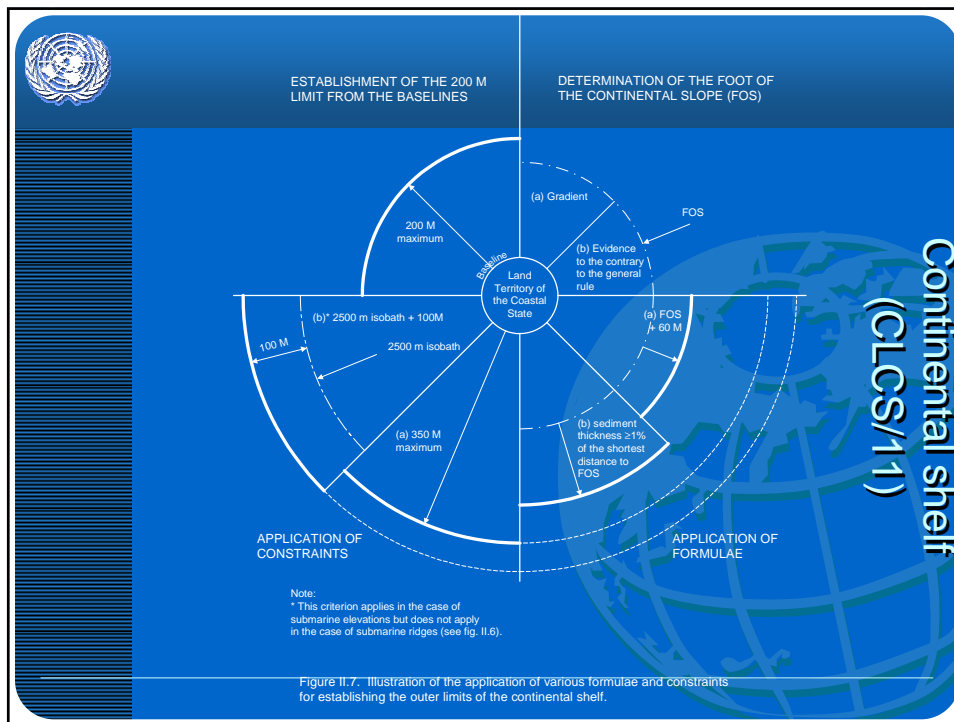 ESTABLISHMENT OF THE 200 M
LIMIT FROM THE BASELINES
DETERMINATION OF THE FOOT OF
THE CONTINENTAL SLOPE (FOS)
(a) Gradient
FOS
200 M
maximum
(b) Evidence
to the contrary
to the general
rule
Baseline
Land
Territory of
the Coastal
State
(b)* 2500 m isobath + 100M
100 M
2500 m isobath
(a) FOS
+ 60 M
(a) 350 M
maximum
(b) sediment
thickness ≥1%
of the shortest
distance to
FOS
APPLICATION OF
CONSTRAINTS
APPLICATION OF
FORMULAE
Note:
* This criterion applies in the case of
submarine elevations but does not apply
in the case of submarine ridges (see fig. II.6).
Figure II.7. Illustration of the application of various formulae and constraints
for establishing the outer limits of the continental shelf.
Continental shelf
(CLCS/11)